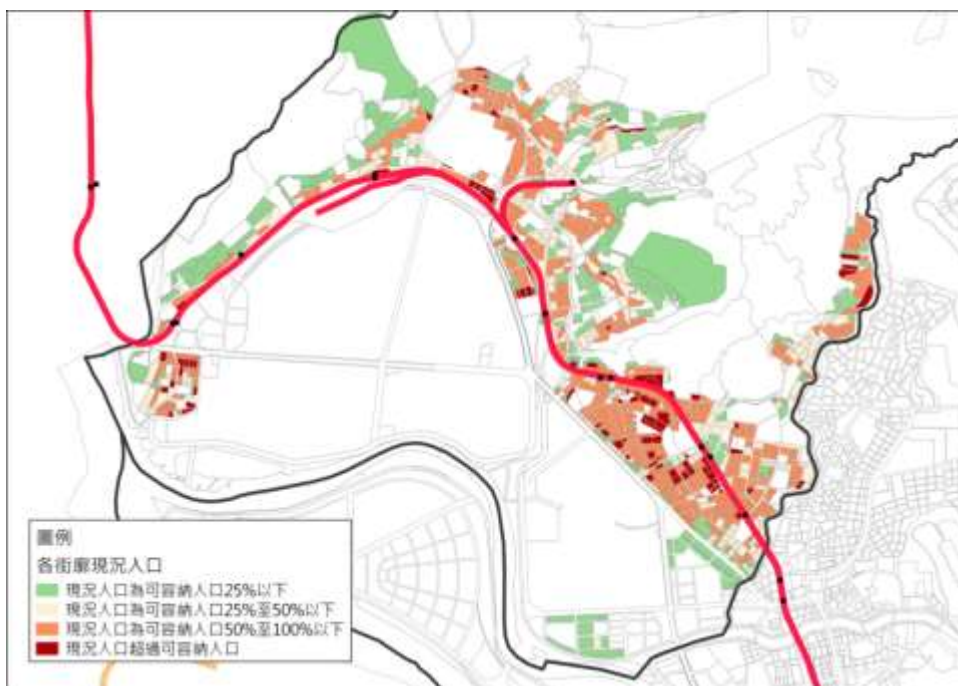 圖例
各街廓現況人口
現況人口為可容納人口25%以下
現況人口為可容納人口25%至50%以下
現況人口為可容納人口50%至100%以下
現況人口超過可容納人口